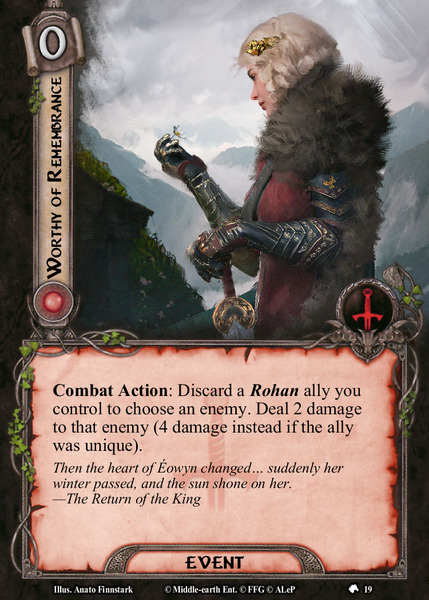 0
WORTHY OF REMEMBRANCE
Combat Action: Discard a Rohan ally you
control to choose an enemy. Deal 2 damage
to that enemy (4 damage instead if the ally
was unique).
Then the heart of Éowyn changed… suddenly her
winter passed, and the sun shone on her.
—The Return of the King
EVENT
Illus. Anato Finnstark © Middle-earth Ent. © FFG © ALeP 19